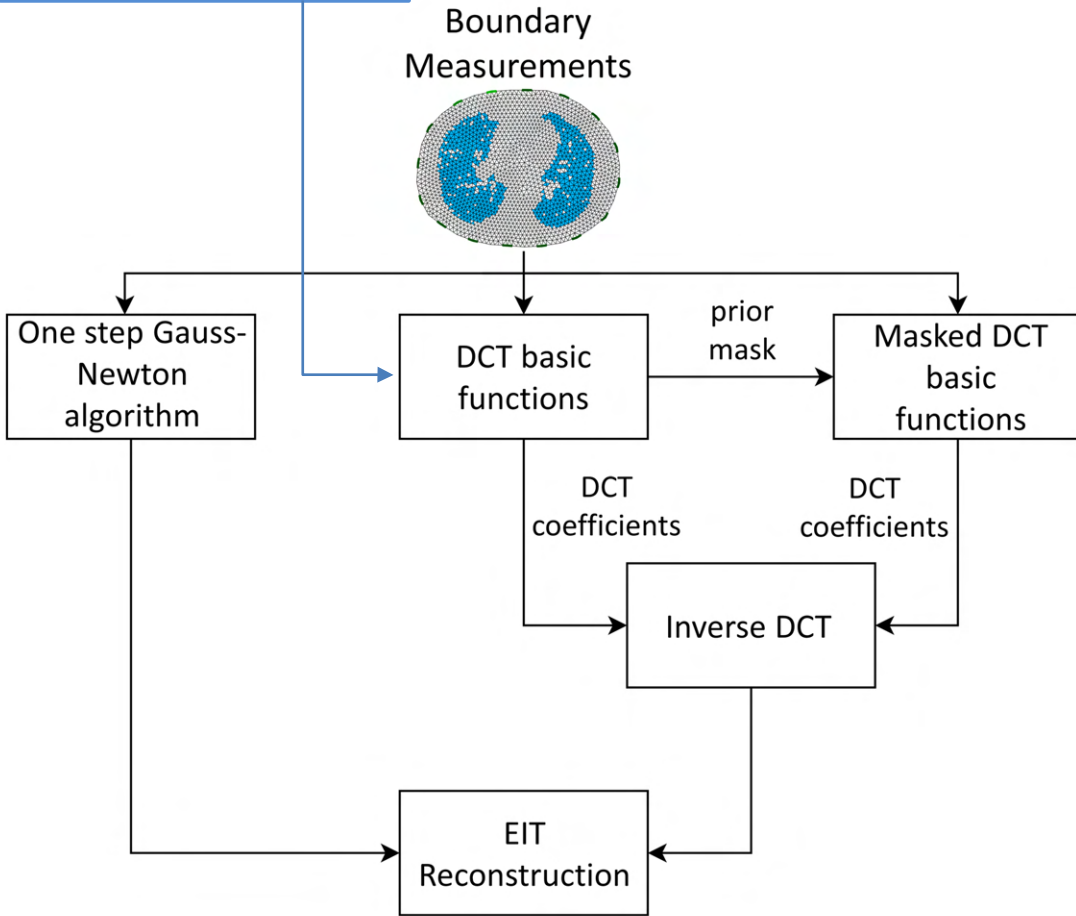 Boundary
Measurements
One step Gauss-
Newton
algorithm
DCT basic
functions
prior
mask
Masked DCT
basic
functions
DCT
coefficients
DCT
coefficients
Inverse DCT
EIT
Reconstruction